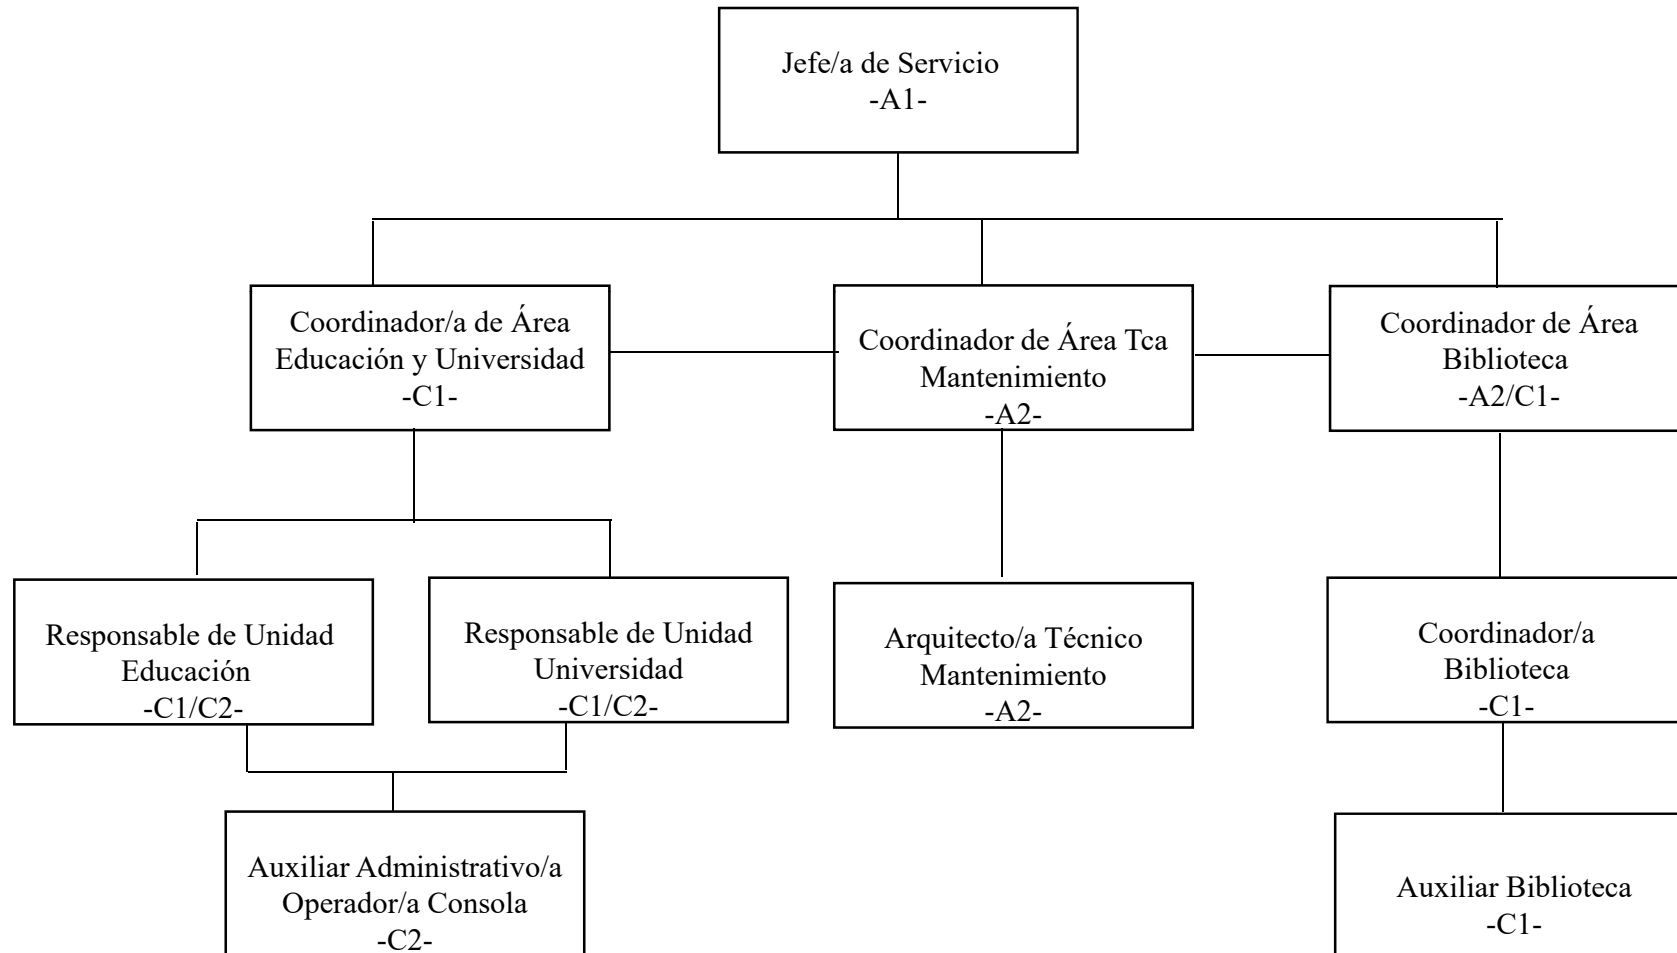 Jefe/a de Servicio
-A1-
Coordinador/a de Área
Educación y Universidad
-C1-
Coordinador de Área Tca
Mantenimiento
-A2-
Coordinador de Área
Biblioteca
-A2/C1-
Responsable de Unidad
Educación
-C1/C2-
Responsable de Unidad
Universidad
-C1/C2-
Arquitecto/a Técnico
Mantenimiento
-A2-
Coordinador/a
Biblioteca
-C1-
Auxiliar Administrativo/a
Operador/a Consola
-C2-
Auxiliar Biblioteca
-C1-